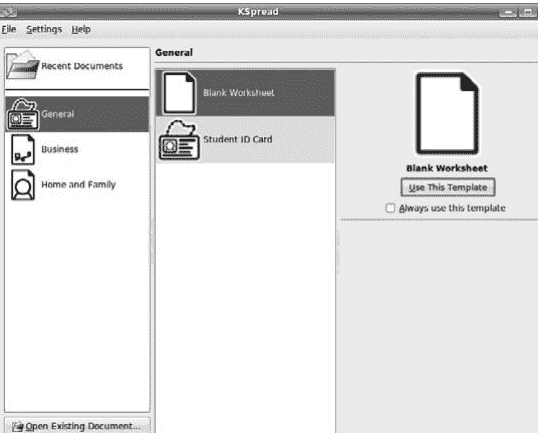 KSpread
File Settings Help
Recent Documents
General
Business
Home and Family
Open Existing Document...
General
Blank Worksheet
Student ID Card
Blank Worksheet
Use This Template
Always use this template